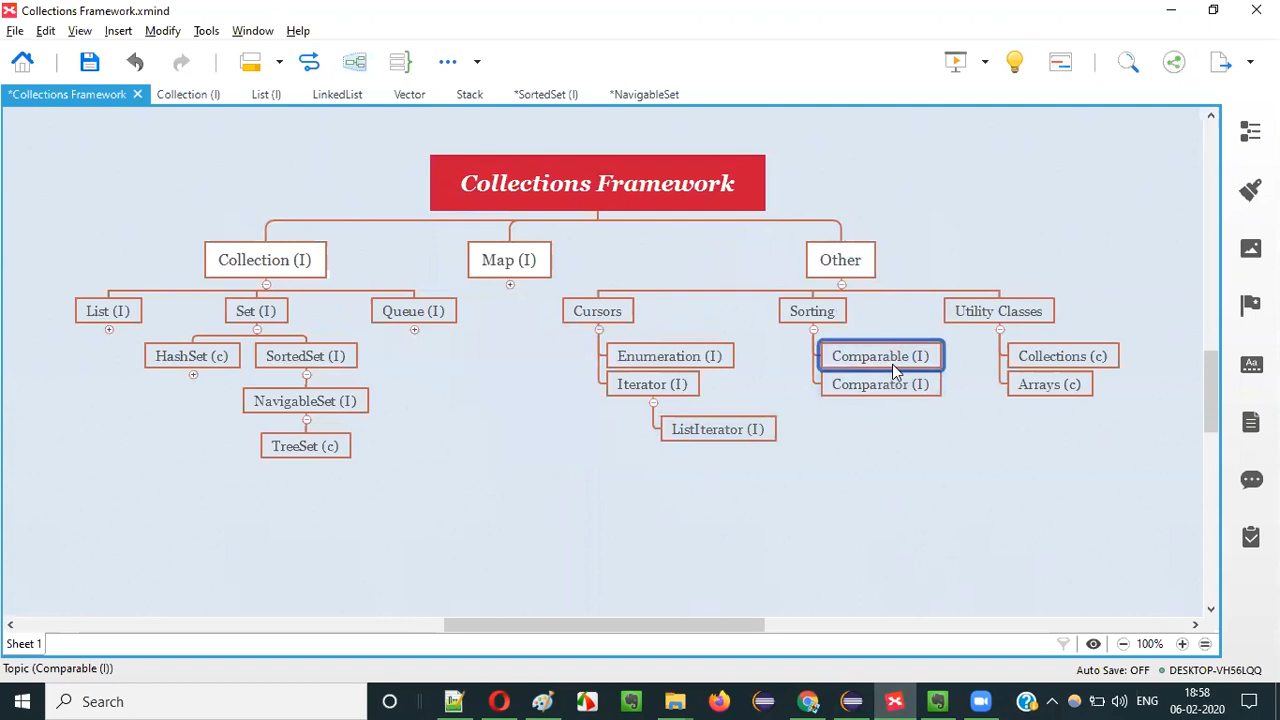 Collections Framework.xmind
File Edit View Insert Modify Tools Window Help
*Collections Framework Collection (I) List (I) LinkedList Vector Stack *SortedSet (I) *NavigableSet
Collections Framework
Collection (I) Map (I) Other
List (I) Set (I) Queue (I) Cursors Sorting Utility Classes
HashSet (c) SortedSet (I) Enumeration (I) Comparable (I) Collections (c)
Iterator (I) Comparator (I) Arrays (c)
NavigableSet (I)
ListIterator (I)
TreeSet (c)
Sheet 1 100%
Topic (Comparable (I))
Auto Save: OFF DESKTOP-VH56LQQ
Search ENG 18:58
06-02-2020